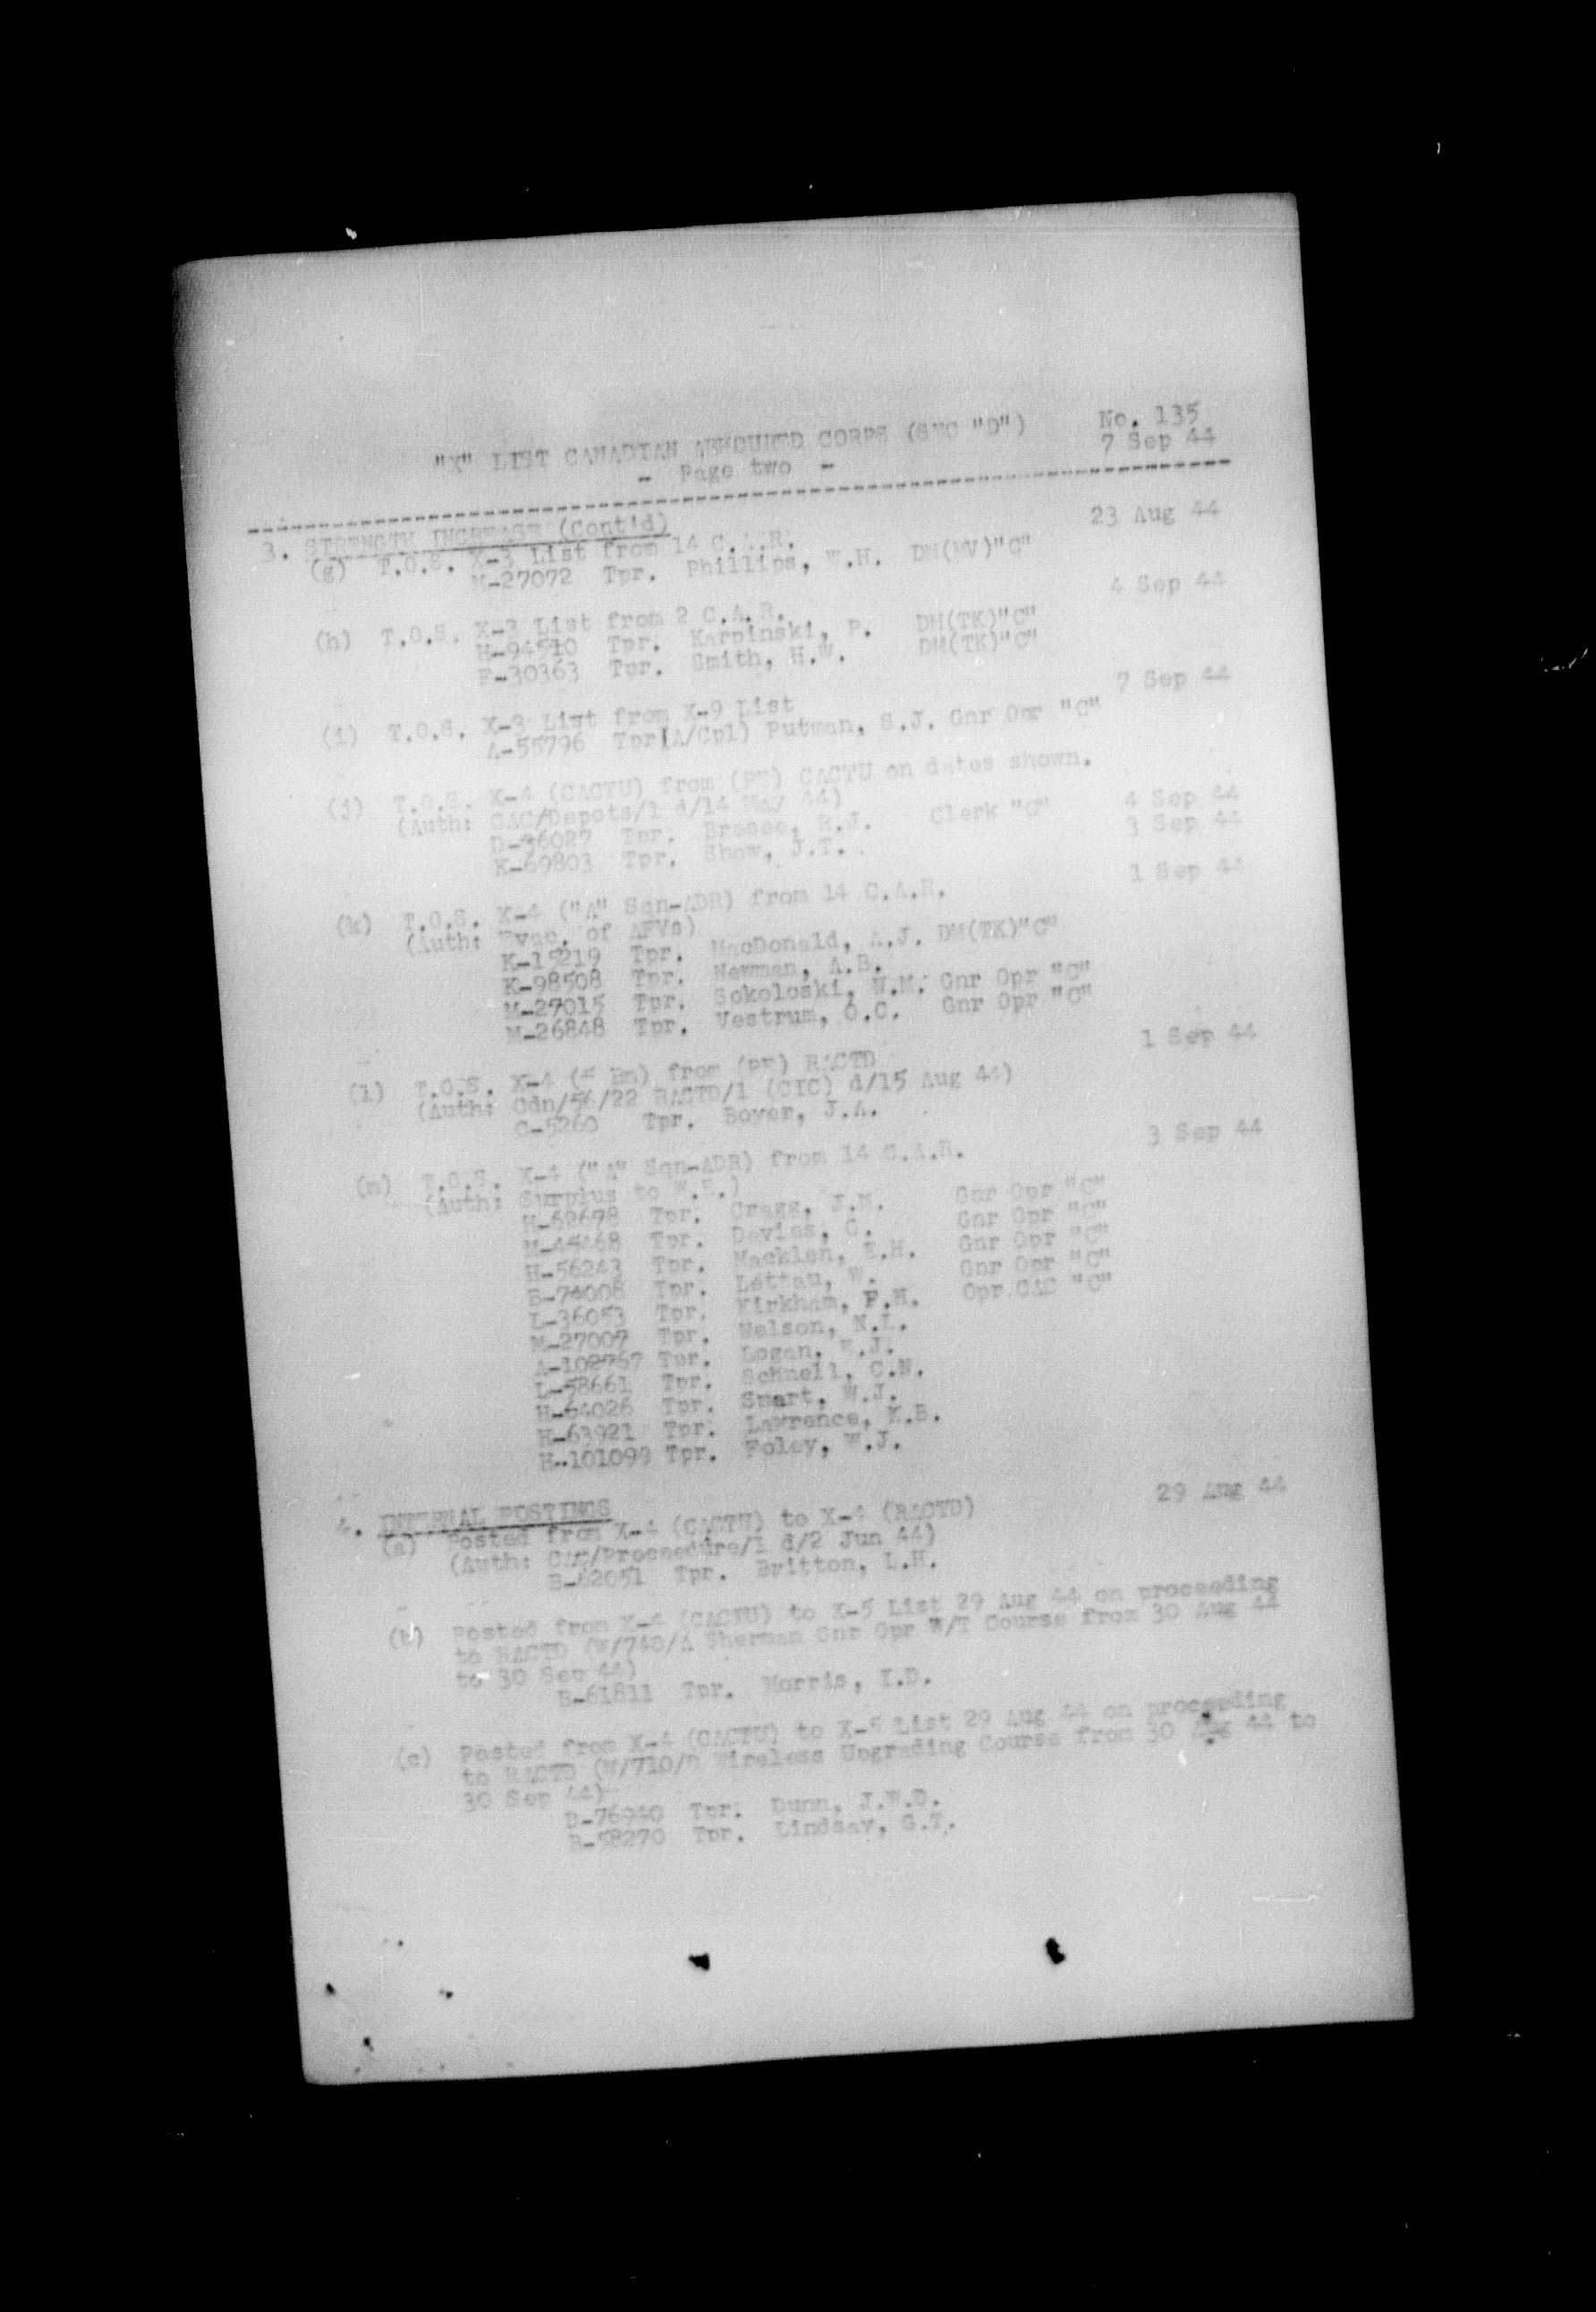 No. 135
"X" LIST CANADIAN ARMOURED CORPS (SEC "D")
7 Sep 44
- Page two -
3. STRENGTH INCREASE (Cont'd)
(g) T.O.S. X-3 List from 14 C.A.R. 23 Aug 44
M-27072 Tpr. Phillips, W.H. DM(MV)"C"
(h) T.O.S. X-3 List from 2 C.A.R. 4 Sep 44
H-94510 Tpr. Karpinski, P. DM(TK)"C"
F-30363 Tpr. Smith, H.W. DM(TK)"C"
(i) T.O.S. X-3 List from X-9 List 7 Sep 44
A-55796 Tpr(A/Cpl) Putman, S.J. Gnr Opr "C"
(j) T.O.S. X-4 (CACTU) from (PW) CACTU on dates shown.
(Auth: CAC/Depots/1 d/14 May 44)
D-36027 Tpr. R.J. Clerk "C" 4 Sep 44
K-69803 Tpr. Shaw, J.T. 3 Sep 44
(k) T.O.S. X-4 ("A" Sqn-ADR) from 14 C.A.R. 1 Sep 44
(Auth: Evac. of AFVs)
K-15219 Tpr. MacDonald, A.J. DM(TK)"C"
K-98508 Tpr. Newman, A.B.
M-27015 Tpr. Sokoloski, N.M. Gnr Opr "C"
M-26848 Tpr. Vestrum, O.C. Gnr Opr "C"
(l) T.O.S. X-4 (5 Bn) from (PW) RACTD 1 Sep 44
(Auth: Cdn/56/22 RACTD/1 (CIC) d/15 Aug 44)
C-5260 Tpr. Boyer, J.A.
(m) T.O.S. X-4 ("A" Sqn-ADR) from 14 C.A.R. 3 Sep 44
(Auth: Surplus to W.E.)
H-62678 Tpr. Cragg, J.M. Gnr Opr "C"
M-45468 Tpr. Davies, G. Gnr Opr "C"
H-56243 Tpr. Macklen, E.H. Gnr Opr "C"
B-74008 Tpr. Lettau, W. Gnr Opr "C"
L-36053 Tpr. Kirkham, F.H. Opr CAC "C"
M-27007 Tpr. Nelson, N.L.
A-102767 Tpr. Logan, W.J.
L-58661 Tpr. Schnell, C.N.
H-64026 Tpr. Smart, W.J.
H-63921 Tpr. Lawrence, K.B.
H-101099 Tpr. Foley, W.J.
4. INTERNAL POSTINGS
(a) Posted from X-4 (CACTU) to X-4 (RACTD) 29 Aug 44
(Auth: CAC/Proceedure/1 d/2 Jun 44)
B-62051 Tpr. Britton, L.H.
(b) Posted from X-4 (CACTU) to X-5 List 29 Aug 44 on proceeding
to RACTD (W/740/A Sherman Gnr Opr W/T Course from 30 Aug 44
to 30 Sep 44)
B-61811 Tpr. Morris, I.D.
(c) Posted from X-4 (CACTU) to X-5 List 29 Aug 44 on proceeding
to RACTD (W/710/D Wireless Upgrading Course from 30 Aug 44 to
30 Sep 44)
D-76940 Tpr. Dunn, J.W.D.
B-58270 Tpr. Lindsay, G.T.